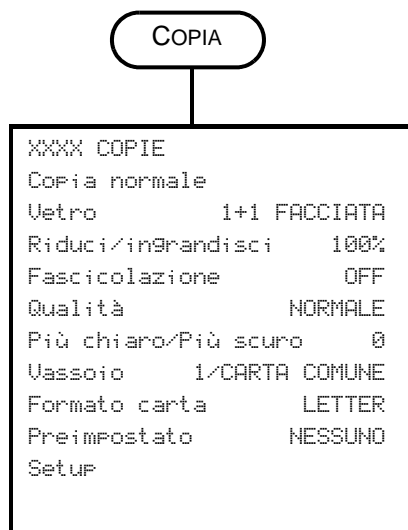 COPIA
XXXX COPIE
Copia normale
Vetro 1+1 FACCIATA
Riduci/ingrandisci 100%
Fascicolazione OFF
Qualità NORMALE
Più chiaro/Più scuro 0
Vassoio 1/CARTA COMUNE
Formato carta LETTER
Preimpostato NESSUNO
Setup